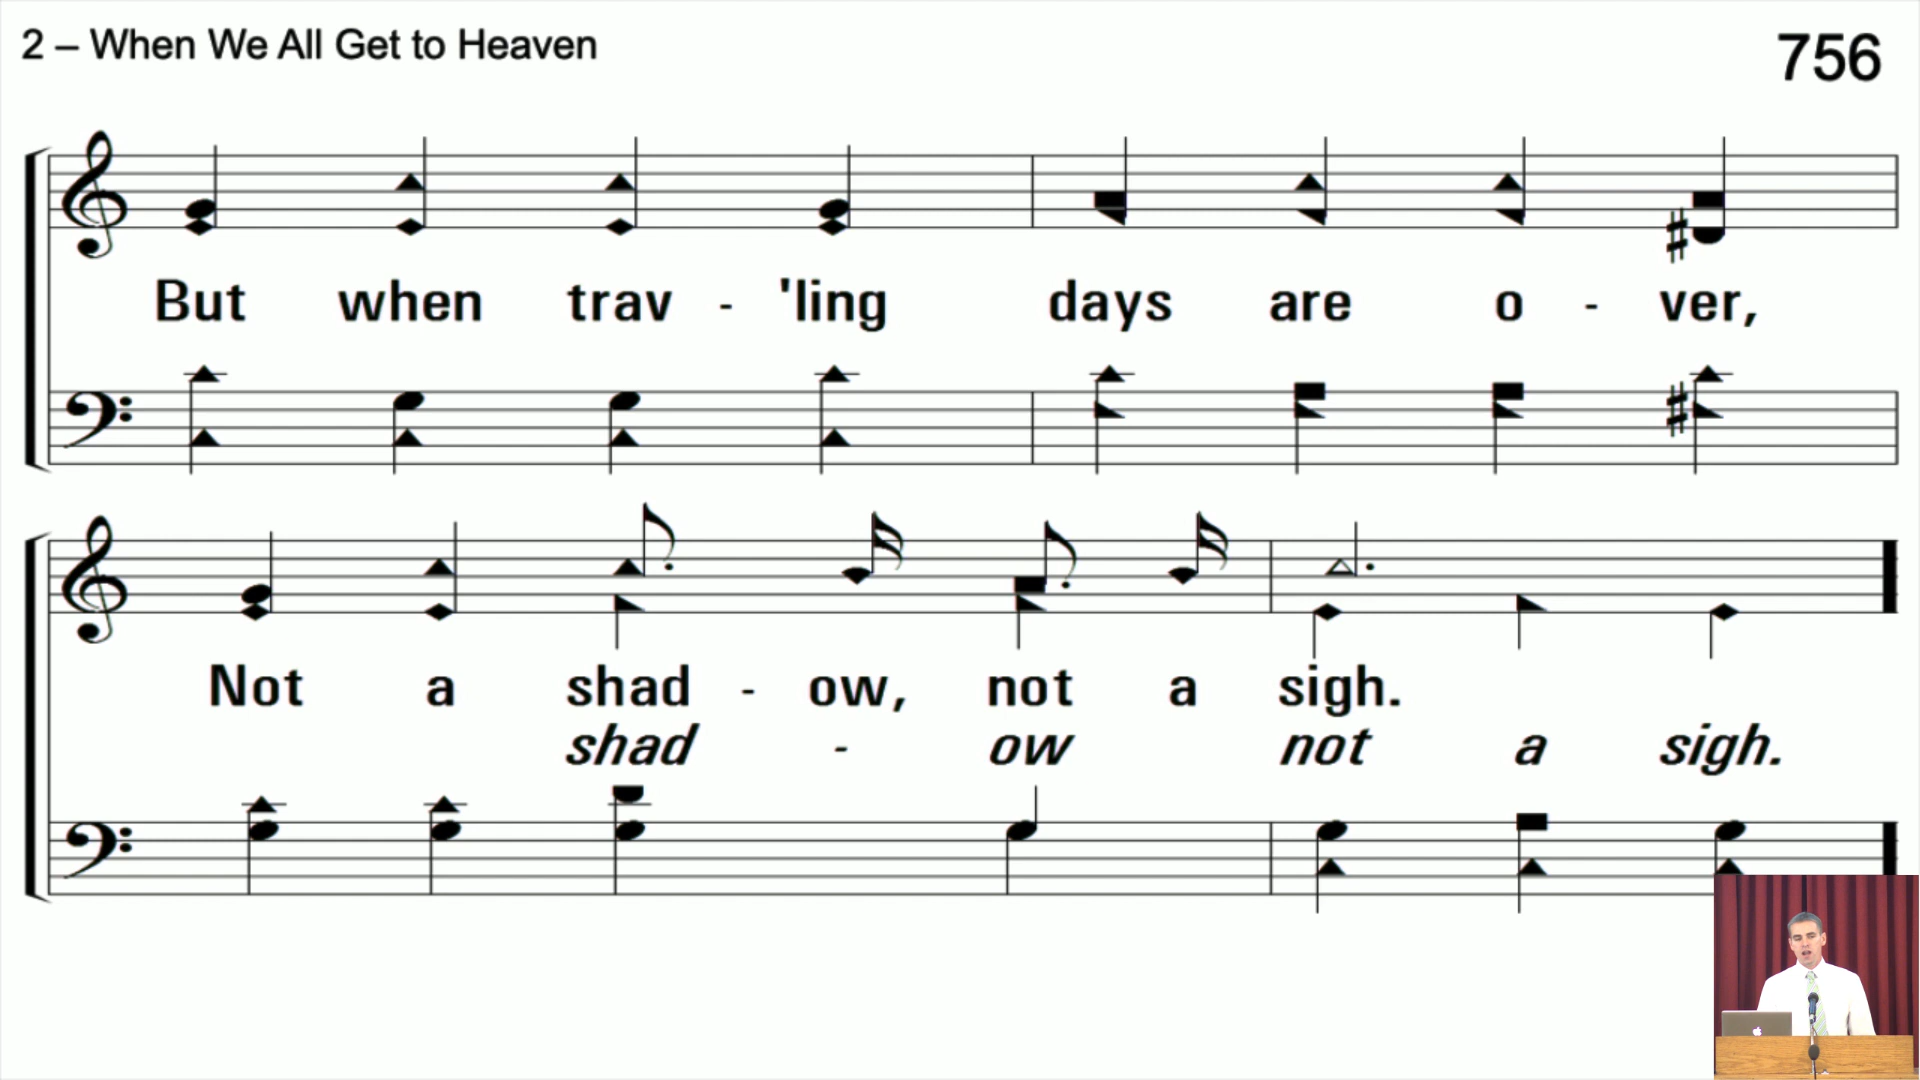 2 – When We All Get to Heaven
756
But when trav - 'ling days are o - ver,
Not a shad - ow, not a sigh.
shad - ow not a sigh.